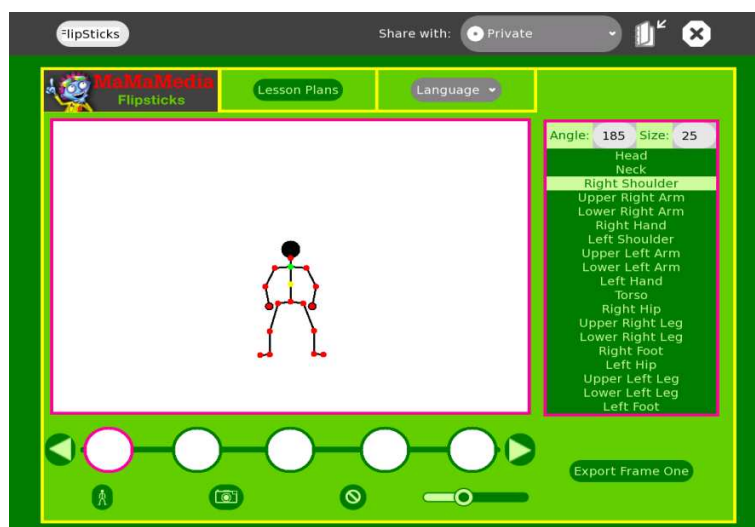 FlipSticks Share with: Private
MaMaMedia
Flipsticks
Lesson Plans
Language
Angle: 185 Size: 25
Head
Neck
Right Shoulder
Upper Right Arm
Lower Right Arm
Right Hand
Left Shoulder
Upper Left Arm
Lower Left Arm
Left Hand
Torso
Right Hip
Upper Right Leg
Lower Right Leg
Right Foot
Left Hip
Upper Left Leg
Lower Left Leg
Left Foot
Export Frame One